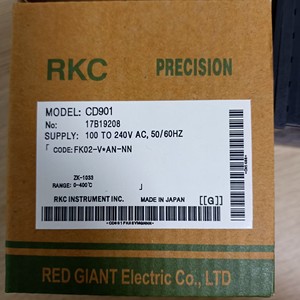 RKC PRECISION
MODEL: CD901
No: 17B19208
SUPPLY: 100 TO 240V AC, 50/60HZ
「 CODE: FK02-V*AN-NN
ZK-1033
RANGE: 0-400℃ 」
RKC INSTRUMENT INC. MADE IN JAPAN [[G]]
RED GIANT Electric Co., LTD